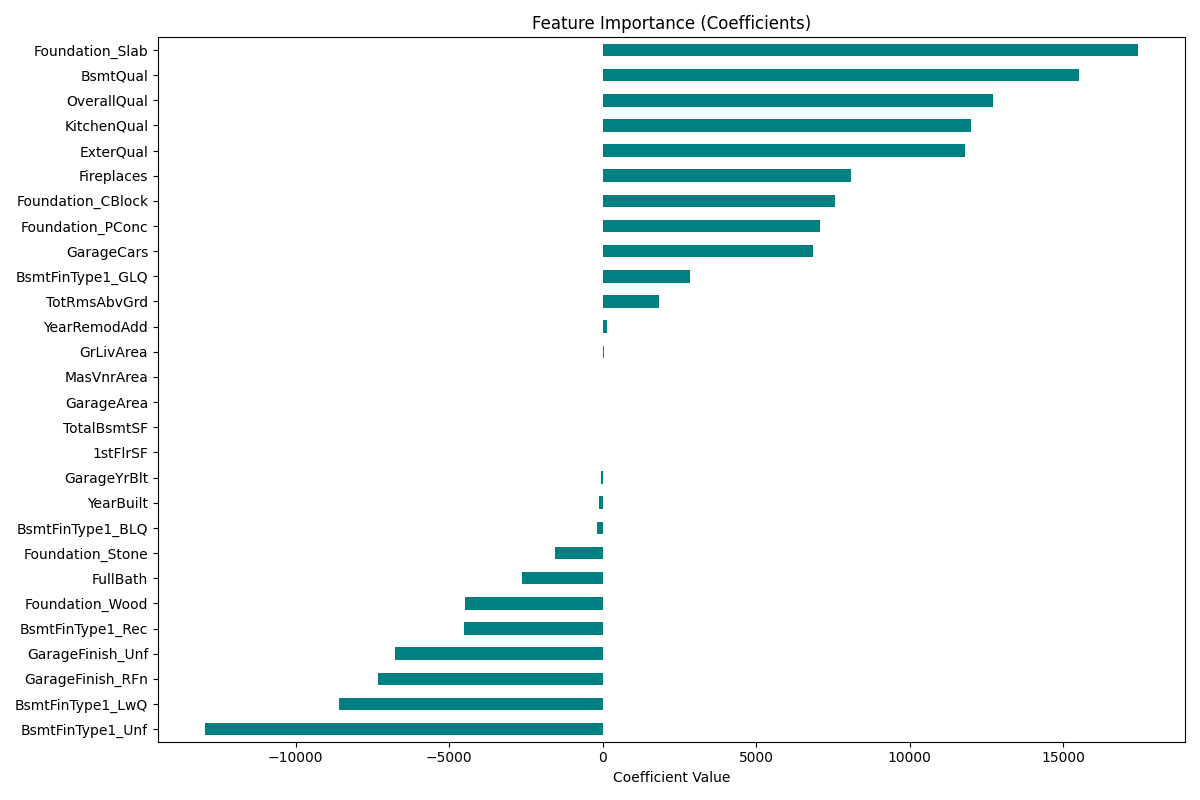 Feature Importance (Coefficients)
Foundation_Slab
BsmtQual
OverallQual
KitchenQual
ExterQual
Fireplaces
Foundation_CBlock
Foundation_PConc
GarageCars
BsmtFinType1_GLQ
TotRmsAbvGrd
YearRemodAdd
GrLivArea
MasVnrArea
GarageArea
TotalBsmtSF
1stFlrSF
GarageYrBlt
YearBuilt
BsmtFinType1_BLQ
Foundation_Stone
FullBath
Foundation_Wood
BsmtFinType1_Rec
GarageFinish_Unf
GarageFinish_RFn
BsmtFinType1_LwQ
BsmtFinType1_Unf
−10000 −5000 0 5000 10000 15000
Coefficient Value